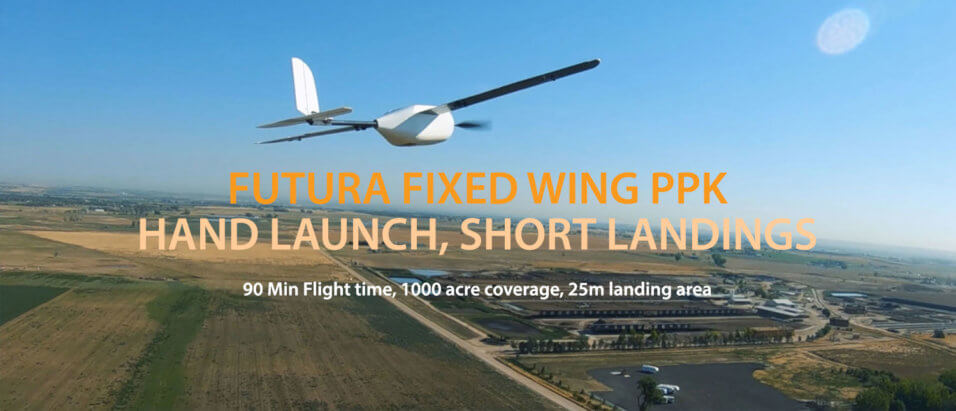 FUTURA FIXED WING PPK
HAND LAUNCH, SHORT LANDINGS
90 Min Flight time, 1000 acre coverage, 25m landing area